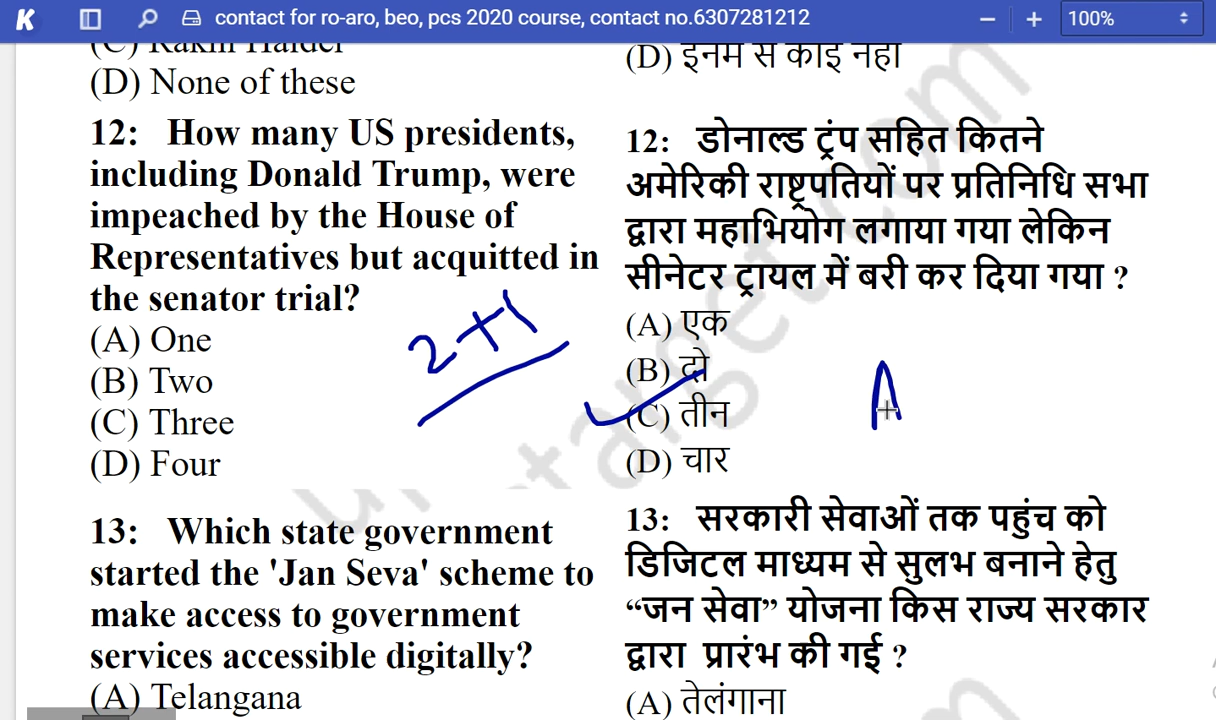 contact for ro-aro, beo, pcs 2020 course, contact no.6307281212
100%
(D) None of these
12: How many US presidents,
including Donald Trump, were
impeached by the House of
Representatives but acquitted in
the senator trial?
(A) One
(B) Two
(C) Three
(D) Four
2+1
13: Which state government
started the 'Jan Seva' scheme to
make access to government
services accessible digitally?
(A) Telangana
(D) इनमें से कोई नहीं
12: डोनाल्ड ट्रंप सहित कितने
अमेरिकी राष्ट्रपतियों पर प्रतिनिधि सभा
द्वारा महाभियोग लगाया गया लेकिन
सीनेटर ट्रायल में बरी कर दिया गया ?
(A) एक
(B) दो
(C) तीन
(D) चार
13: सरकारी सेवाओं तक पहुंच को
डिजिटल माध्यम से सुलभ बनाने हेतु
“जन सेवा” योजना किस राज्य सरकार
द्वारा प्रारंभ की गई ?
(A) तेलंगाना